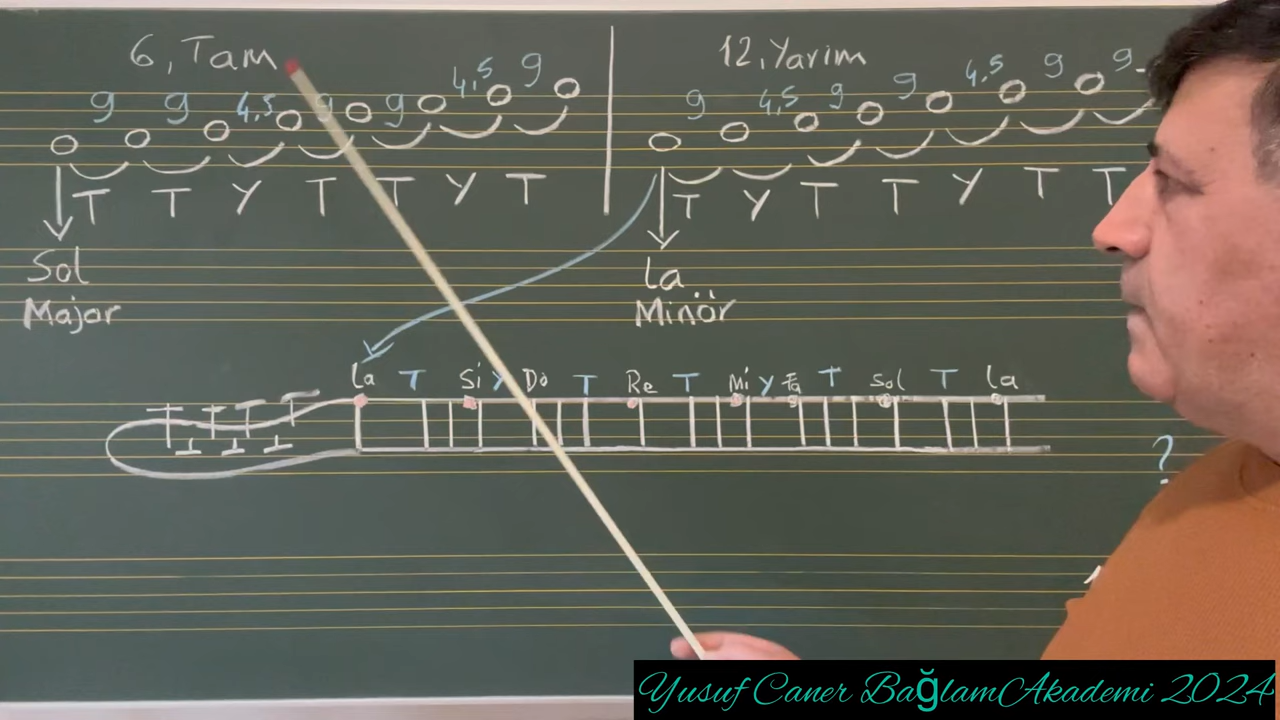 6, Tam
9 9 4,5 9 9 4,5 9
T T Y T T Y T
Sol
Major
12, Yarım
9 4,5 9 9 4,5 9 9
T Y T T Y T T
La
Minör
La T Si Y Do T Re T Mi Y Fa T Sol T La
?
Yusuf Caner BağlamAkademi 2024